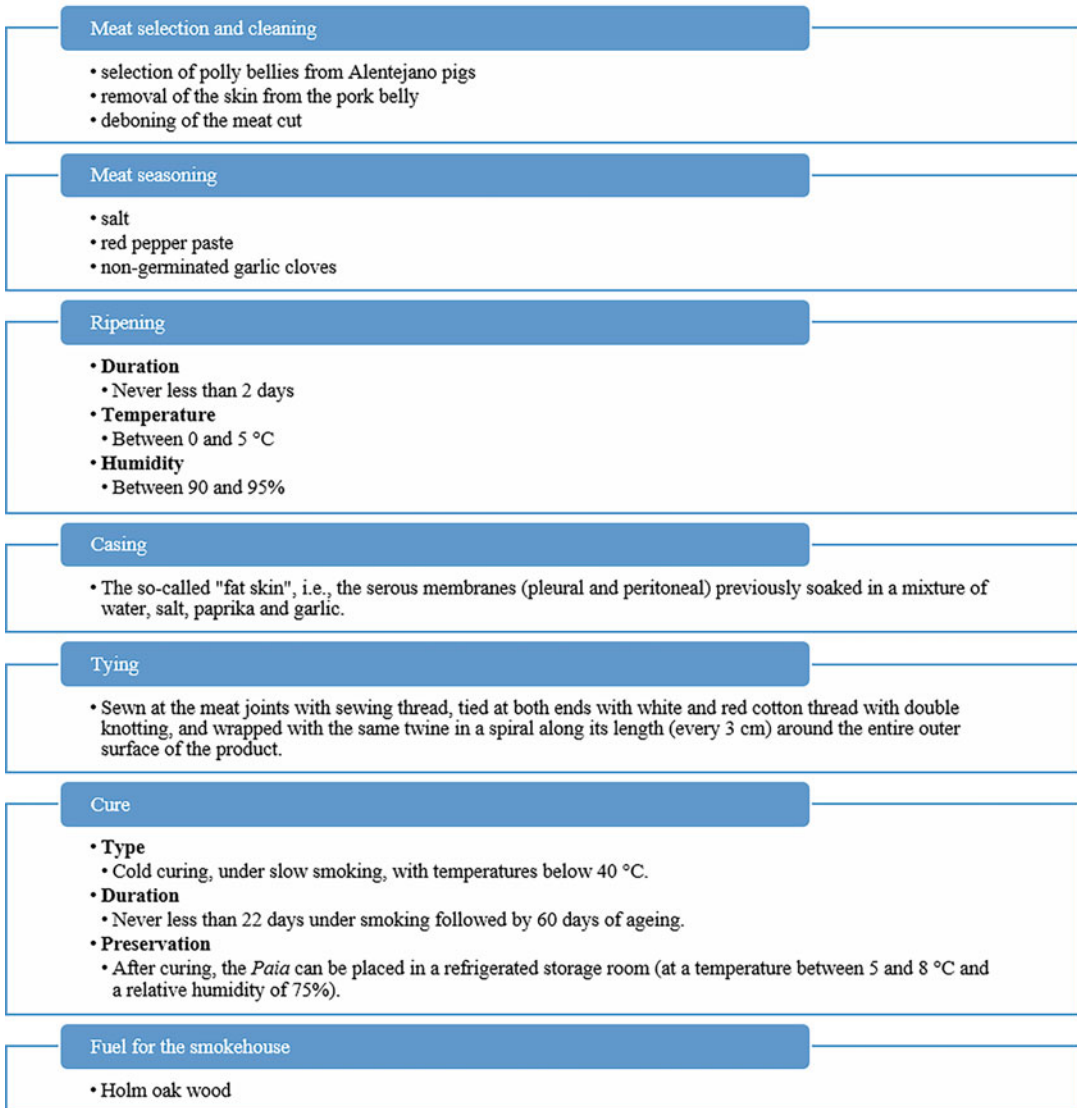 Meat selection and cleaning
• selection of polly bellies from Alentejano pigs
• removal of the skin from the pork belly
• deboning of the meat cut
Meat seasoning
• salt
• red pepper paste
• non-germinated garlic cloves
Ripening
• Duration
• Never less than 2 days
• Temperature
• Between 0 and 5 °C
• Humidity
• Between 90 and 95%
Casing
• The so-called "fat skin", i.e., the serous membranes (pleural and peritoneal) previously soaked in a mixture of
water, salt, paprika and garlic.
Tying
• Sewn at the meat joints with sewing thread, tied at both ends with white and red cotton thread with double
knotting, and wrapped with the same twine in a spiral along its length (every 3 cm) around the entire outer
surface of the product.
Cure
• Type
• Cold curing, under slow smoking, with temperatures below 40 °C.
• Duration
• Never less than 22 days under smoking followed by 60 days of ageing.
• Preservation
• After curing, the Paia can be placed in a refrigerated storage room (at a temperature between 5 and 8 °C and
a relative humidity of 75%).
Fuel for the smokehouse
• Holm oak wood